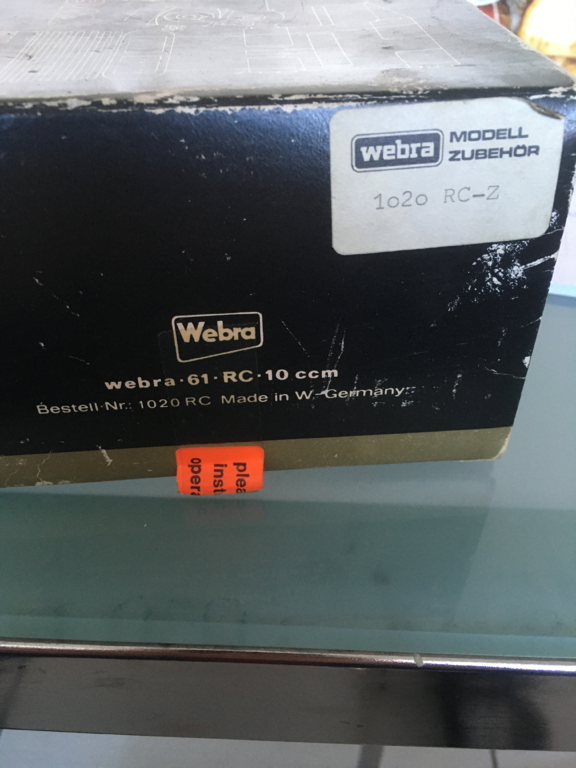 webra MODELL
ZUBEHÖR
1o2o RC-Z
Webra
webra·61·RC·10 ccm
Bestell-Nr.: 1020 RC Made in W.-Germany
plea
inst
opera